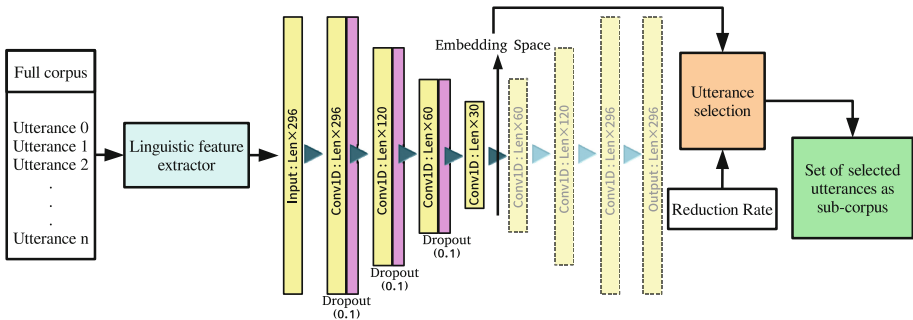 Full corpus
Utterance 0
Utterance 1
Utterance 2
.
.
.
Utterance n
Linguistic feature
extractor
Input : Len×296
Conv1D : Len×296
Dropout
(0.1)
Conv1D : Len×120
Dropout
(0.1)
Conv1D : Len×60
Dropout
(0.1)
Conv1D : Len×30
Embedding Space
Conv1D : Len×60
Conv1D : Len×120
Conv1D : Len×296
Output : Len×296
Utterance
selection
Reduction Rate
Set of selected
utterances as
sub-corpus